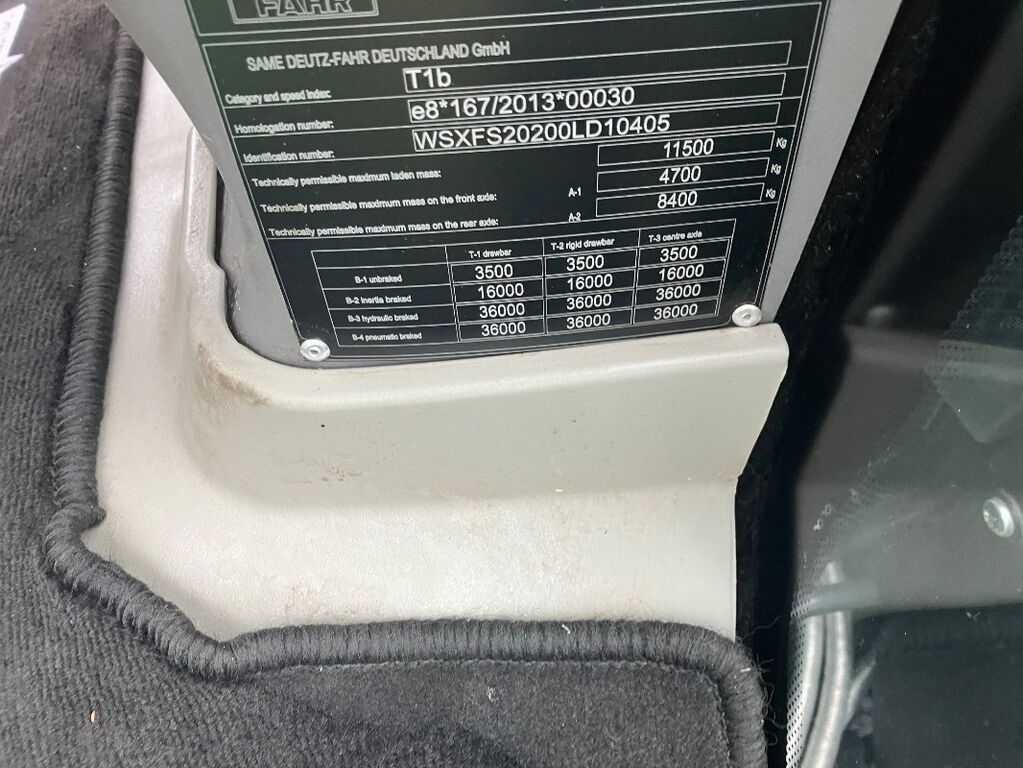 FAHR
SAME DEUTZ-FAHR DEUTSCHLAND GmbH
Category and speed index: T1b
Homologation number: e8*167/2013*00030
Identification number: WSXFS20200LD10405
Technically permissible maximum laden mass: 11500 Kg
Technically permissible maximum mass on the front axle: A-1 4700 Kg
Technically permissible maximum mass on the rear axle: A-2 8400 Kg
T-1 drawbar T-2 rigid drawbar T-3 centre axle
B-1 unbraked 3500 3500 3500
B-2 inertia braked 16000 16000 16000
B-3 hydraulic braked 36000 36000 36000
B-4 pneumatic braked 36000 36000 36000